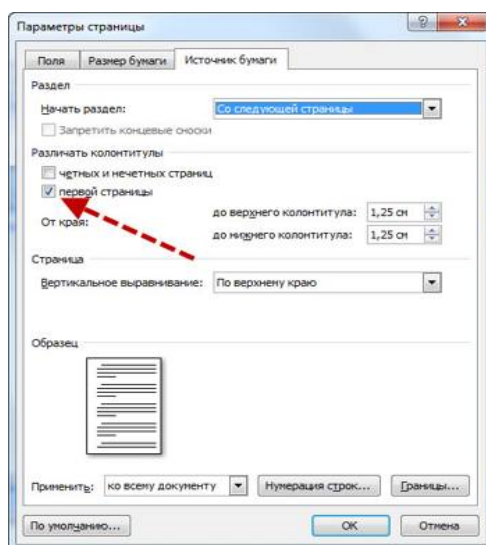 Параметры страницы
Поля Размер бумаги Источник бумаги
Раздел
Начать раздел: Со следующей страницы
Запретить концевые сноски
Различать колонтитулы
четных и нечетных страниц
первой страницы
От края: до верхнего колонтитула: 1,25 см
до нижнего колонтитула: 1,25 см
Страница
Вертикальное выравнивание: По верхнему краю
Образец
Применить: ко всему документу Нумерация строк... Границы...
По умолчанию... ОК Отмена